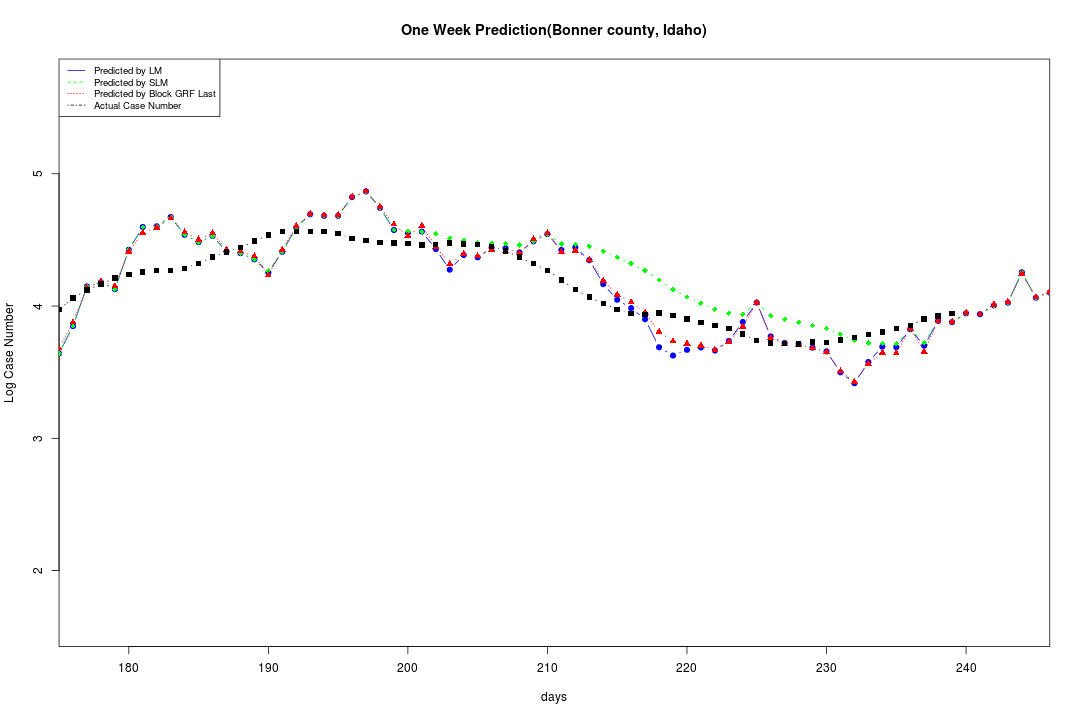 One Week Prediction(Bonner county, Idaho)
Predicted by LM
Predicted by SLM
Predicted by Block GRF Last
Actual Case Number
5
4
3
2
Log Case Number
180 190 200 210 220 230 240
days